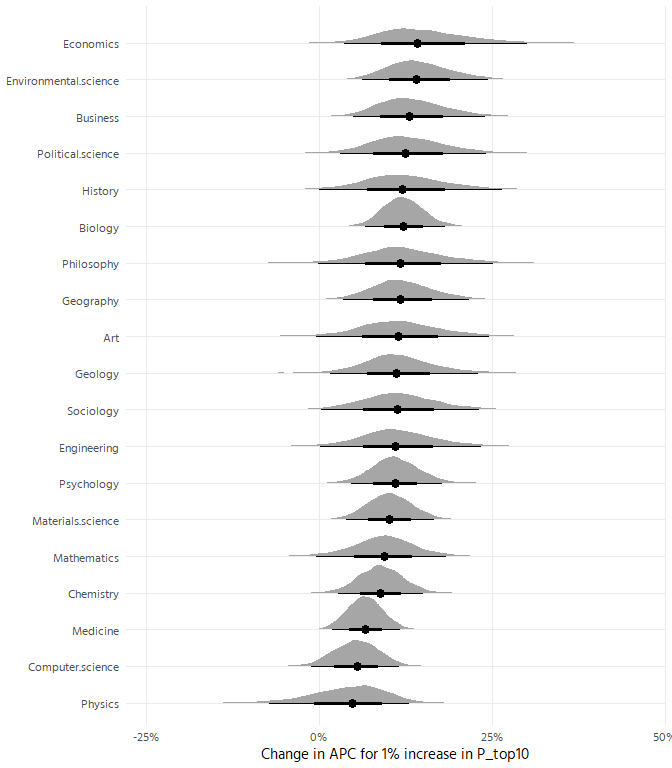 Economics
Environmental.science
Business
Political.science
History
Biology
Philosophy
Geography
Art
Geology
Sociology
Engineering
Psychology
Materials.science
Mathematics
Chemistry
Medicine
Computer.science
Physics
-25% 0% 25% 50%
Change in APC for 1% increase in P_top10